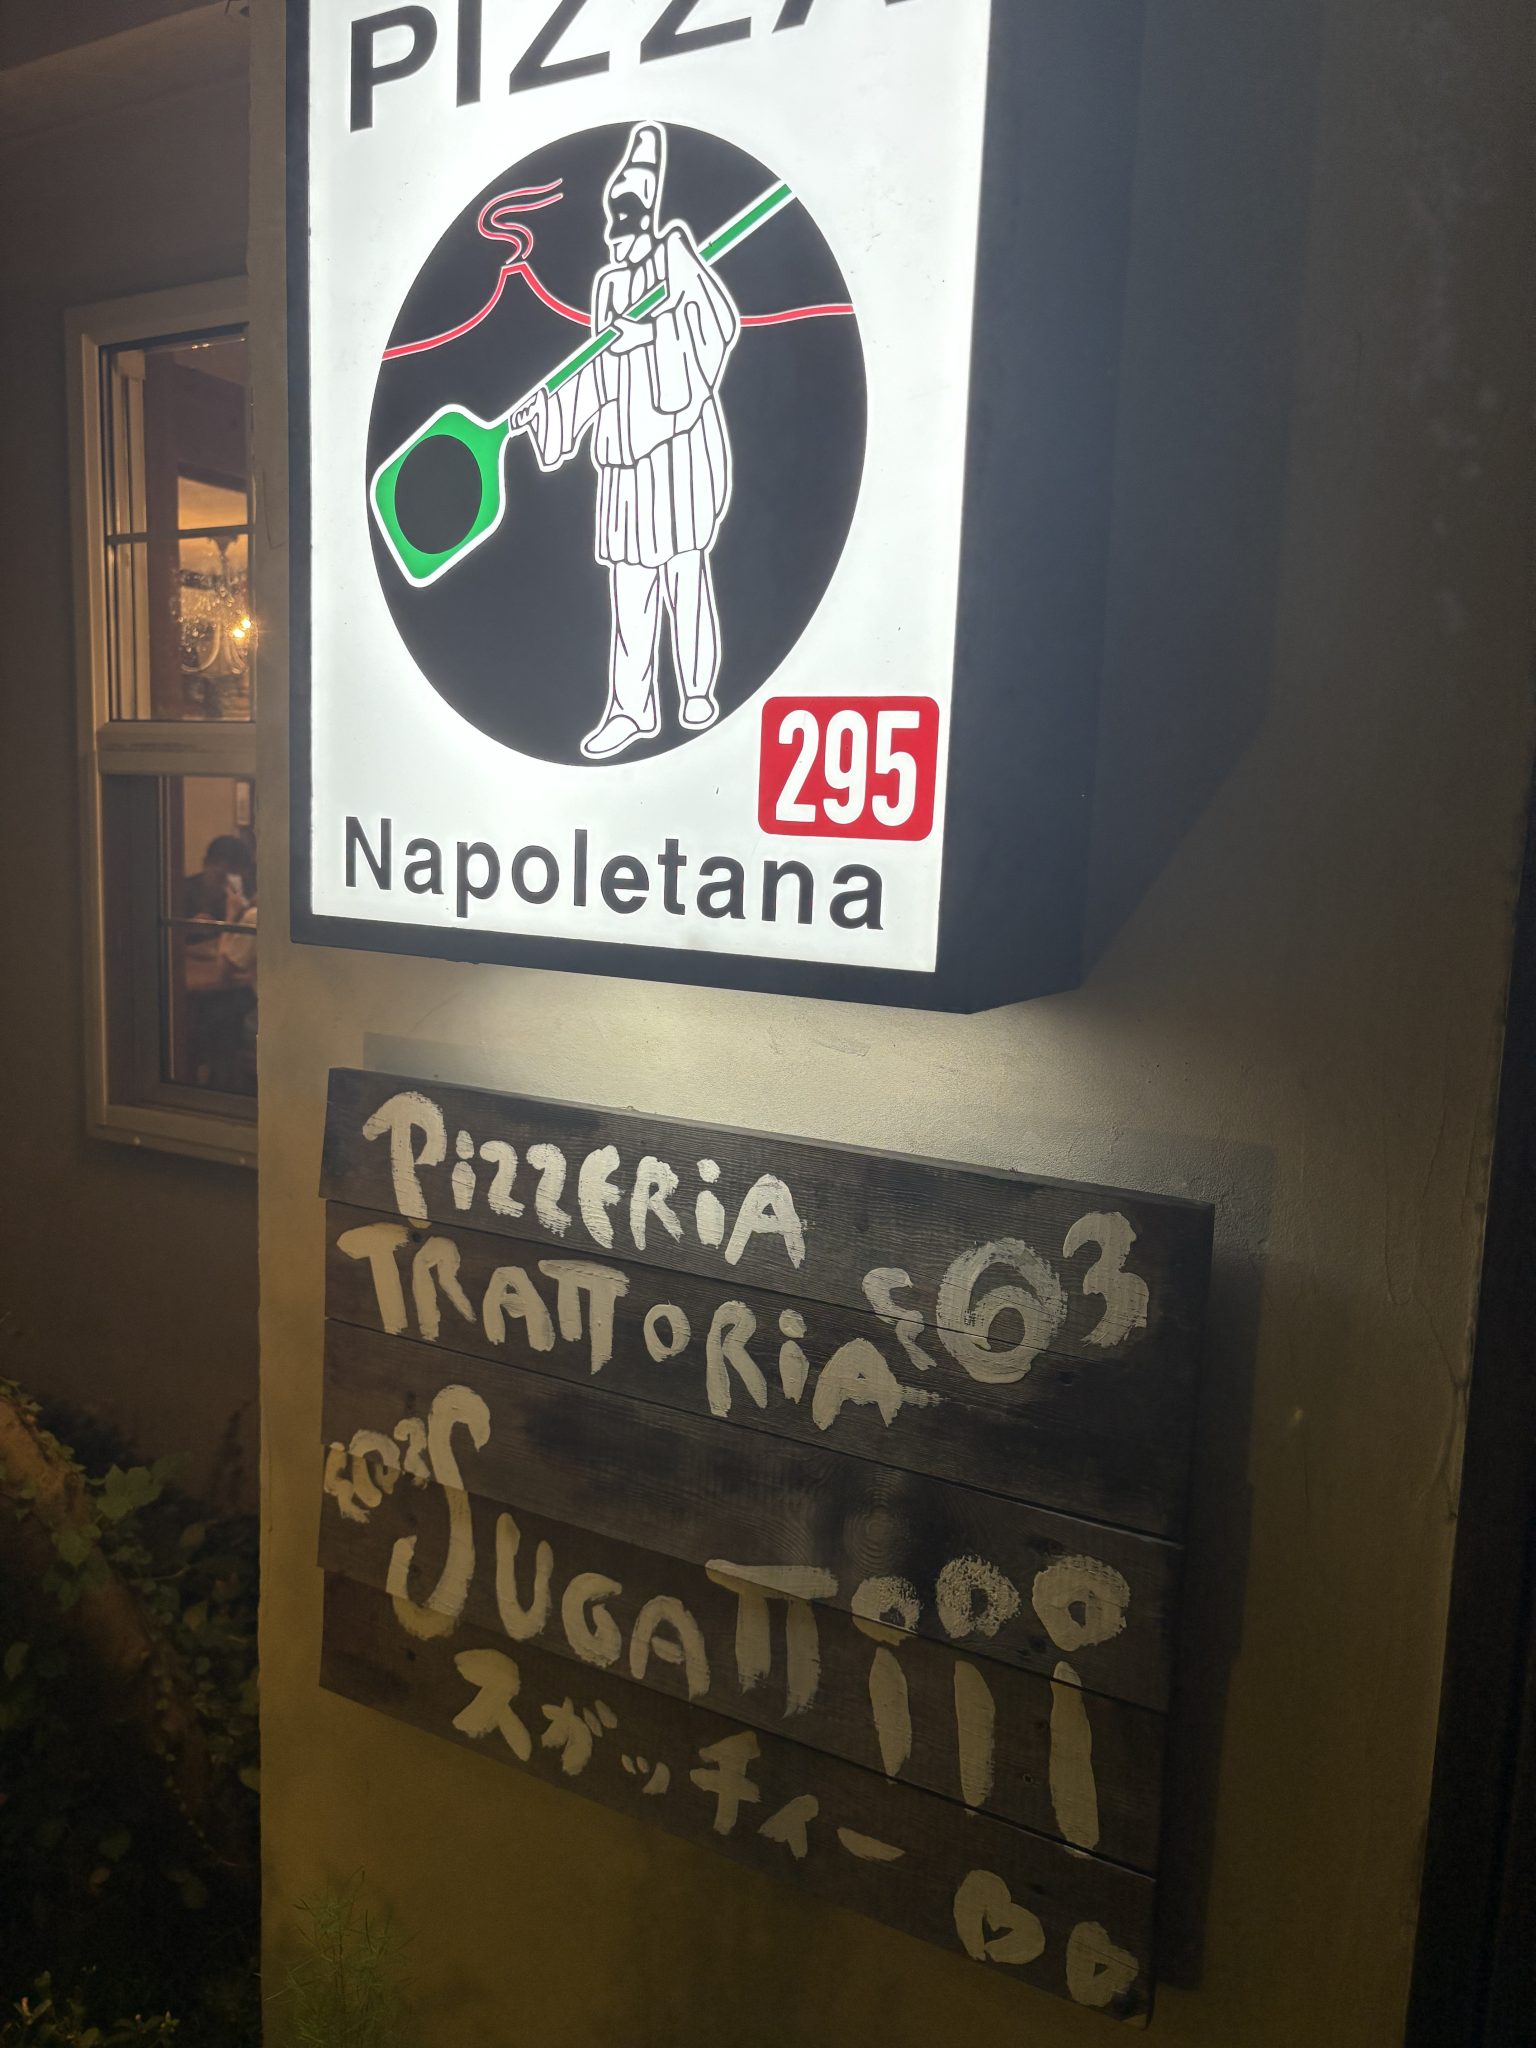 PIZZA
295
Napoletana
PIZZERIA
TRATTORIA
SUGATTiii
スガッチィー